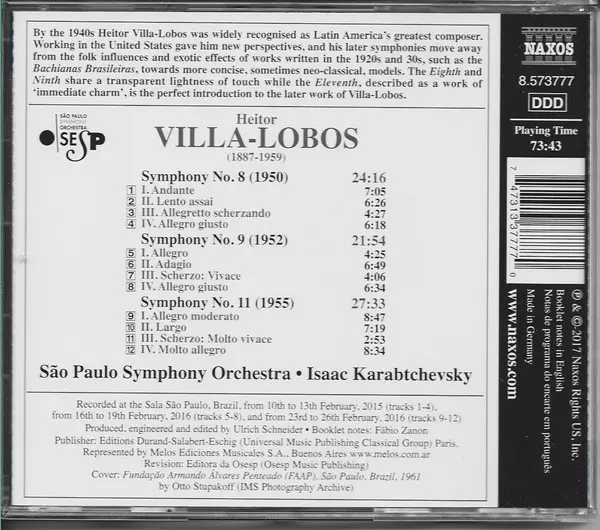 By the 1940s Heitor Villa-Lobos was widely recognised as Latin America's greatest composer.
Working in the United States gave him new perspectives, and his later symphonies move away
from the folk influences and exotic effects of works written in the 1920s and 30s, such as the
Bachianas Brasileiras, towards more concise, sometimes neo-classical, models. The Eighth and
Ninth share a transparent lightness of touch while the Eleventh, described as a work of
'immediate charm', is the perfect introduction to the later work of Villa-Lobos.
SÃO PAULO
SYMPHONY
ORCHESTRA
OSESP
Heitor
VILLA-LOBOS
(1887-1959)
Symphony No. 8 (1950) 24:16
1 I. Andante 7:05
2 II. Lento assai 6:26
3 III. Allegretto scherzando 4:27
4 IV. Allegro giusto 6:18
Symphony No. 9 (1952) 21:54
5 I. Allegro 4:25
6 II. Adagio 6:49
7 III. Scherzo: Vivace 4:06
8 IV. Allegro giusto 6:34
Symphony No. 11 (1955) 27:33
9 I. Allegro moderato 8:47
10 II. Largo 7:19
11 III. Scherzo: Molto vivace 2:53
12 IV. Molto allegro 8:34
São Paulo Symphony Orchestra • Isaac Karabtchevsky
Recorded at the Sala São Paulo, Brazil, from 10th to 13th February, 2015 (tracks 1-4),
from 16th to 19th February, 2016 (tracks 5-8), and from 23rd to 26th February, 2016 (tracks 9-12)
Produced, engineered and edited by Ulrich Schneider • Booklet notes: Fábio Zanon
Publisher: Editions Durand-Salabert-Eschig (Universal Music Publishing Classical Group) Paris.
Represented by Melos Ediciones Musicales S.A., Buenos Aires www.melos.com.ar
Revision: Editora da Osesp (Osesp Music Publishing)
Cover: Fundação Armando Álvares Penteado (FAAP), São Paulo, Brazil, 1961
by Otto Stupakoff (IMS Photography Archive)
NAXOS
8.573777
DDD
Playing Time
73:43
7 47313 37777 0
℗ & © 2017 Naxos Rights US, Inc.
Booklet notes in English
Notas de programa do encarte em português
Made in Germany
www.naxos.com